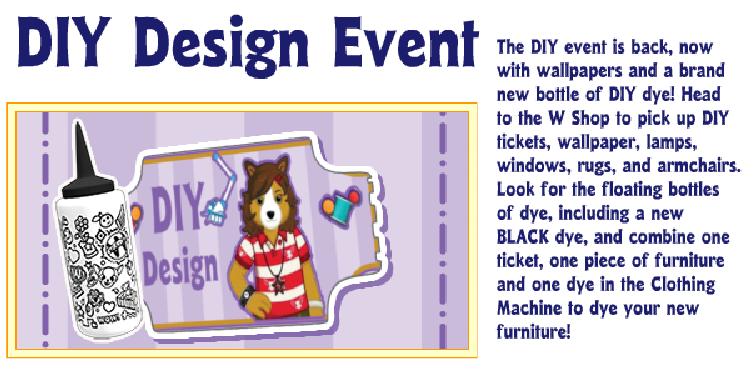 DIY Design Event
The DIY event is back, now
with wallpapers and a brand
new bottle of DIY dye! Head
to the W Shop to pick up DIY
tickets, wallpaper, lamps,
windows, rugs, and armchairs.
Look for the floating bottles
of dye, including a new
BLACK dye, and combine one
ticket, one piece of furniture
and one dye in the Clothing
Machine to dye your new
furniture!
DIY
Design
WOW